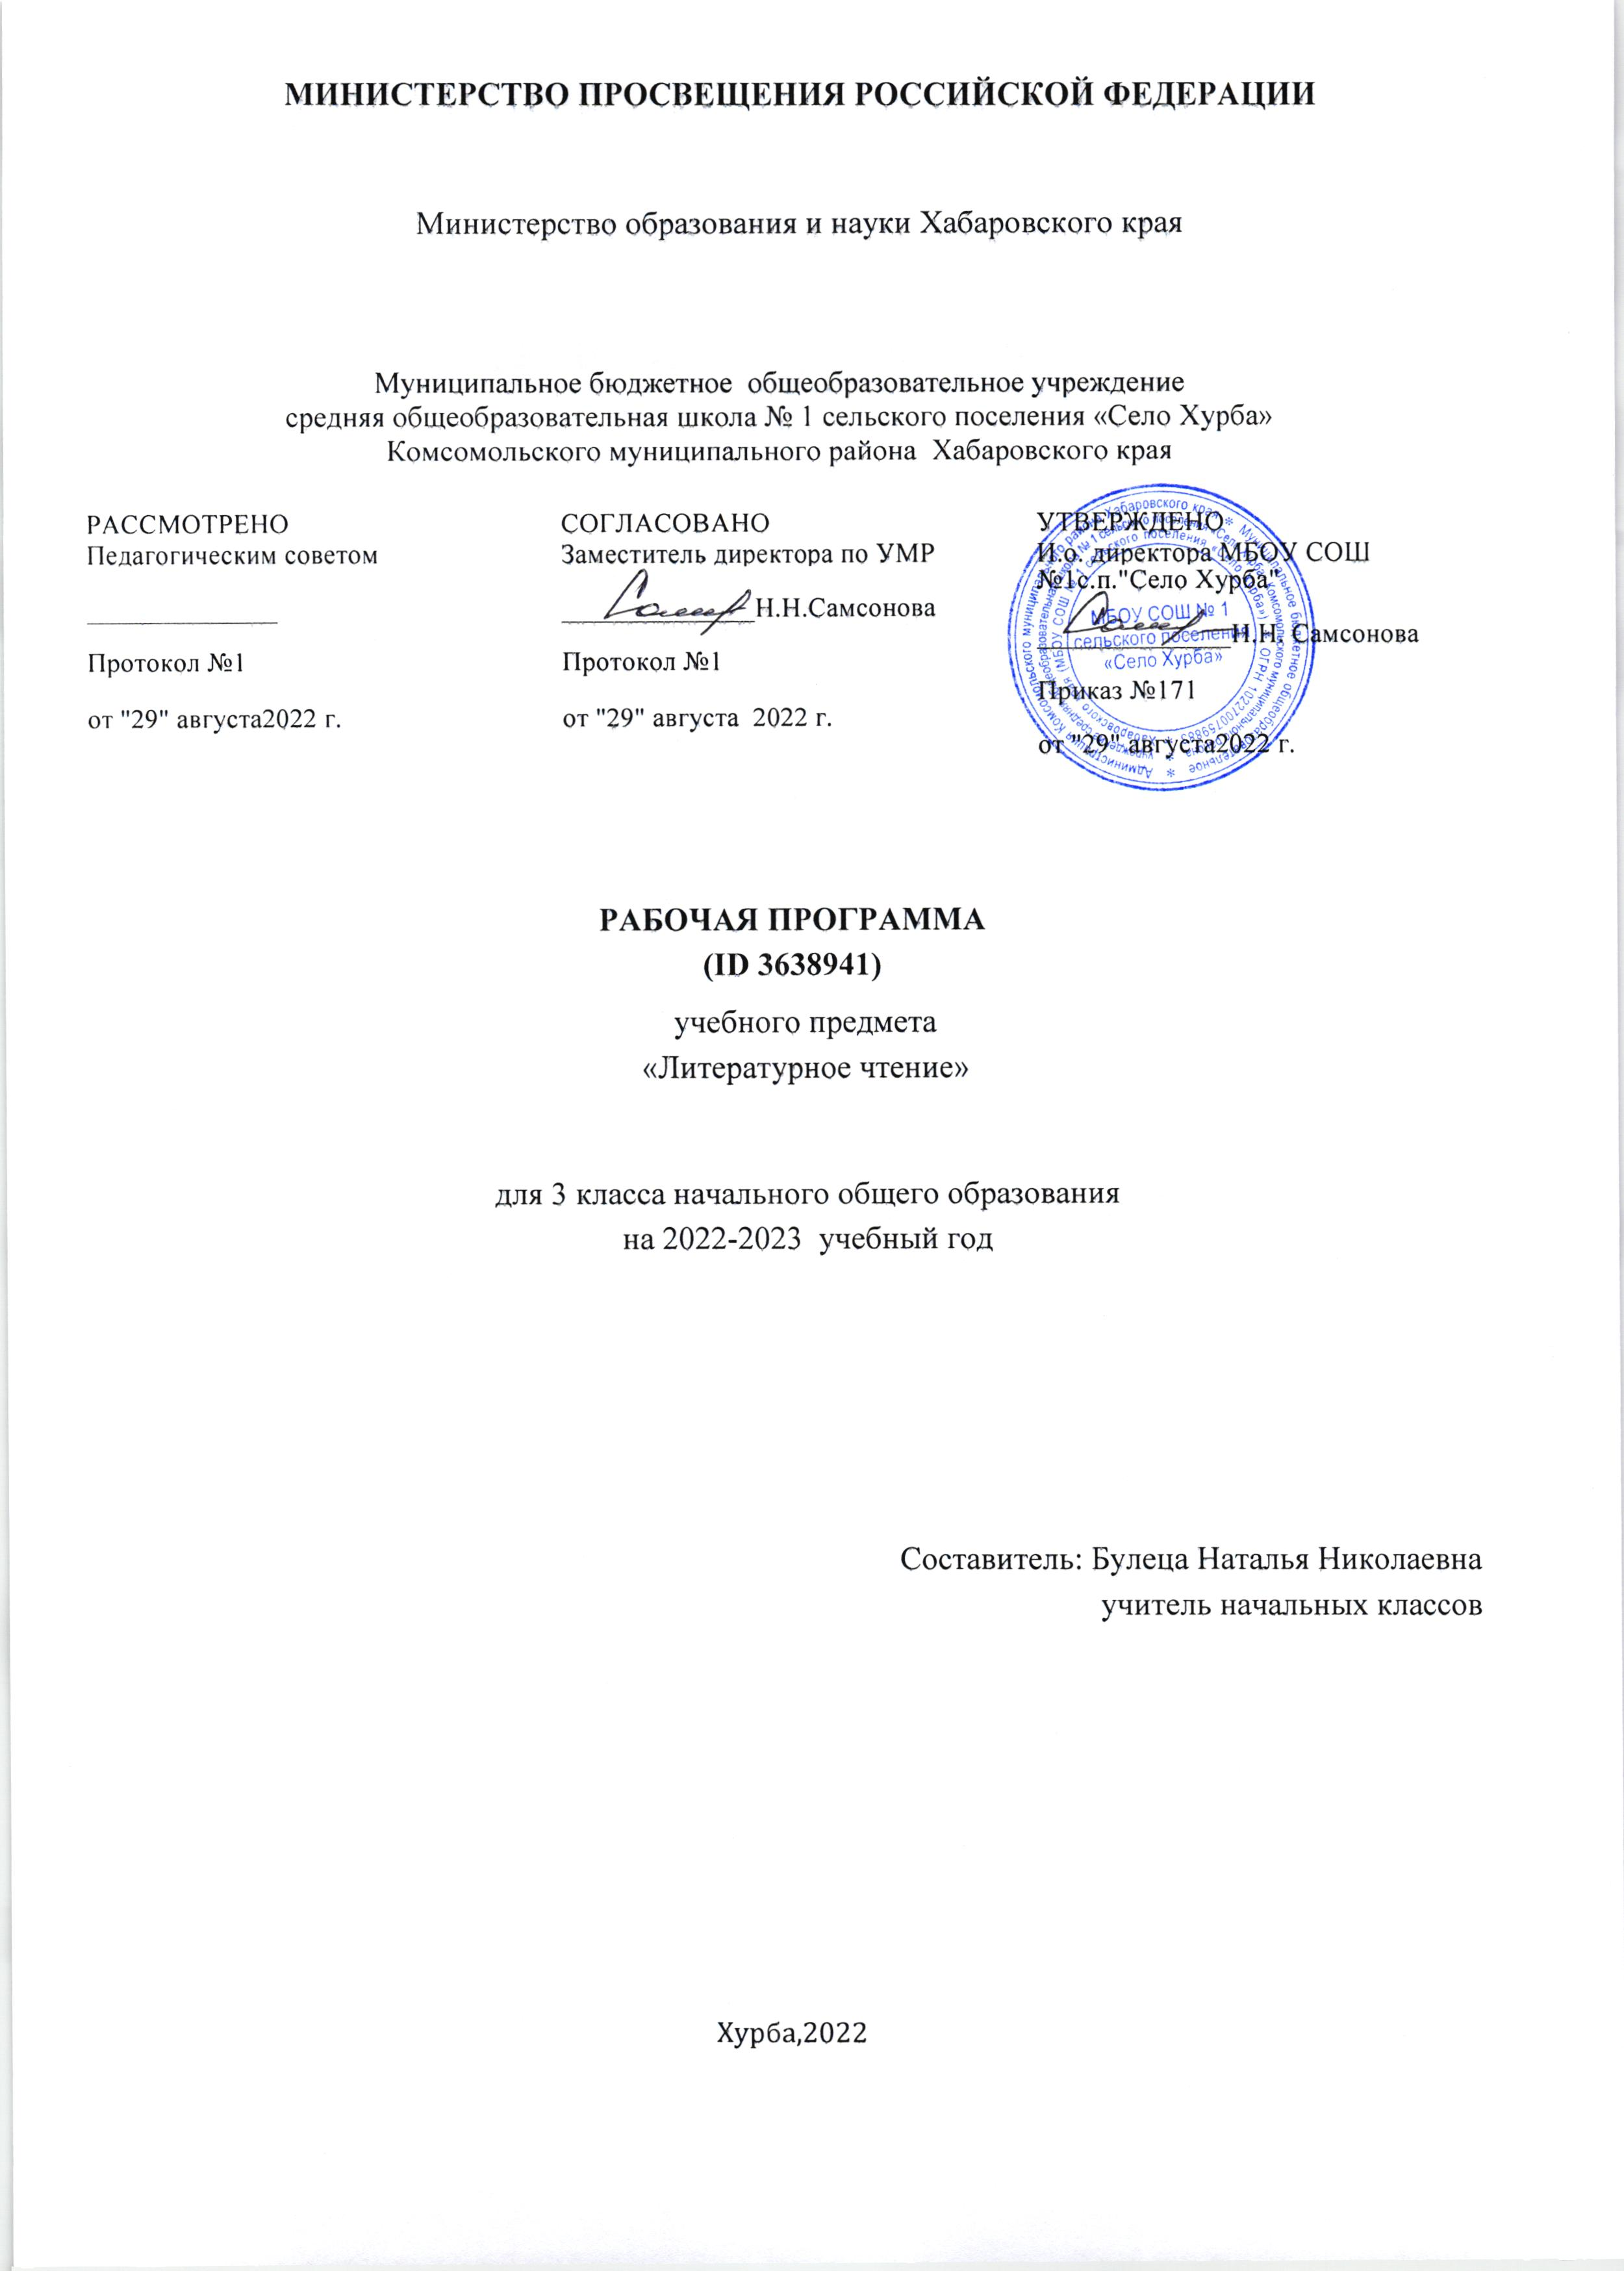 МИНИСТЕРСТВО ПРОСВЕЩЕНИЯ РОССИЙСКОЙ ФЕДЕРАЦИИ
Министерство образования и науки Хабаровского края
Муниципальное бюджетное  общеобразовательное учреждение
средняя общеобразовательная школа № 1 сельского поселения «Село Хурба»
Комсомольского муниципального района  Хабаровского края
РАССМОТРЕНО
Педагогическим советом
Протокол №1
от "29" августа2022 г.
СОГЛАСОВАНО
Заместитель директора по УМР
Н.Н.Самсонова
Протокол №1
от "29" августа  2022 г.
УТВЕРЖДЕНО
И.о. директора МБОУ СОШ
№1с.п."Село Хурба"
Н.Н. Самсонова
Приказ №171
от "29" августа2022 г.
МБОУ СОШ № 1
сельского поселения
«Село Хурба»
РАБОЧАЯ ПРОГРАММА
(ID 3638941)
учебного предмета
«Литературное чтение»
для 3 класса начального общего образования
на 2022-2023  учебный год
Составитель: Булеца Наталья Николаевна
учитель начальных классов
Хурба,2022